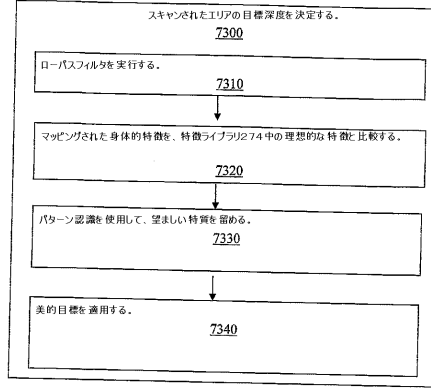 スキャンされたエリアの目標深度を決定する。
7300
ローパスフィルタを実行する。
7310
マッピングされた身体的特徴を、特徴ライブラリ274中の理想的な特徴と比較する。
7320
パターン認識を使用して、望ましい特質を留める。
7330
美的目標を適用する。
7340